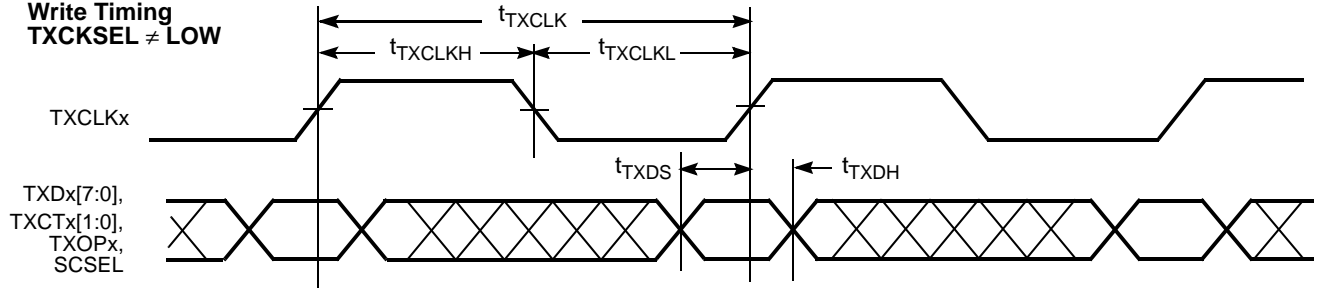 Write Timing
TXCKSEL ≠ LOW
tTXCLK
tTXCLKH
tTXCLKL
TXCLKx
tTXDS
tTXDH
TXDx[7:0],
TXCTx[1:0],
TXOPx,
SCSEL